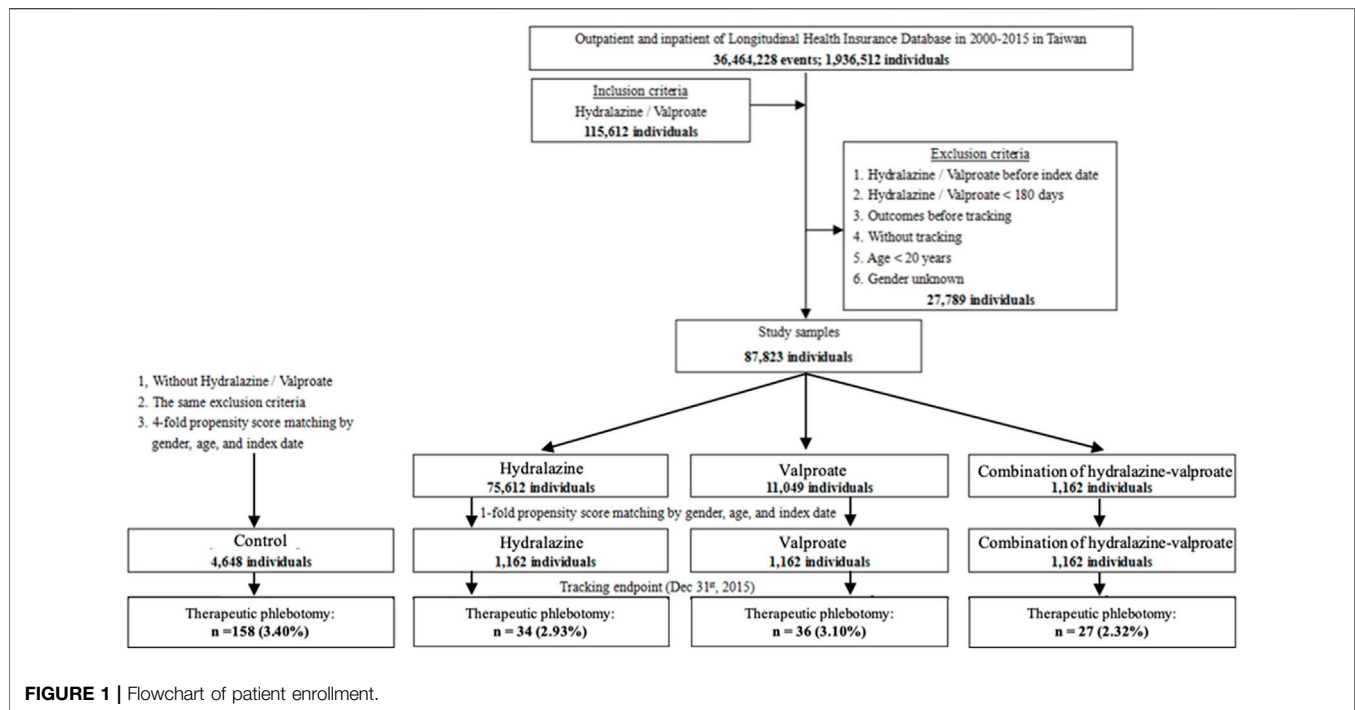 Outpatient and inpatient of Longitudinal Health Insurance Database in 2000-2015 in Taiwan
36,464,228 events; 1,936,512 individuals
Inclusion criteria
Hydralazine / Valproate
115,612 individuals
Exclusion criteria
1. Hydralazine / Valproate before index date
2. Hydralazine / Valproate < 180 days
3. Outcomes before tracking
4. Without tracking
5. Age < 20 years
6. Gender unknown
27,789 individuals
Study samples
87,823 individuals
1, Without Hydralazine / Valproate
2. The same exclusion criteria
3. 4-fold propensity score matching by
gender, age, and index date
Hydralazine
75,612 individuals
Valproate
11,049 individuals
Combination of hydralazine-valproate
1,162 individuals
1-fold propensity score matching by gender, age, and index date
Control
4,648 individuals
Hydralazine
1,162 individuals
Valproate
1,162 individuals
Combination of hydralazine-valproate
1,162 individuals
Tracking endpoint (Dec 31st, 2015)
Therapeutic phlebotomy:
n =158 (3.40%)
Therapeutic phlebotomy:
n = 34 (2.93%)
Therapeutic phlebotomy:
n = 36 (3.10%)
Therapeutic phlebotomy:
n = 27 (2.32%)
FIGURE 1 | Flowchart of patient enrollment.